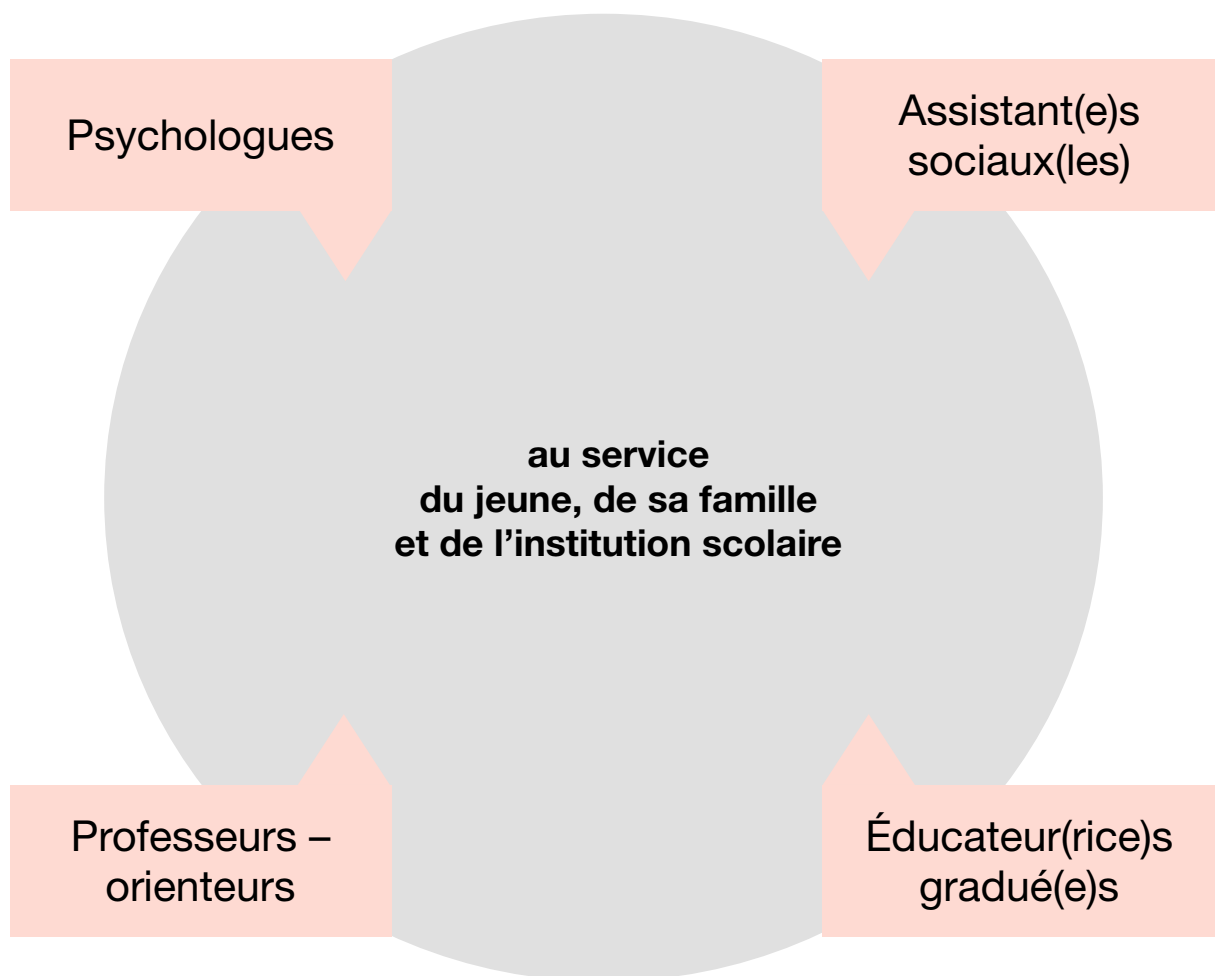 Psychologues
Assistant(e)s
sociaux(les)
au service
du jeune, de sa famille
et de l’institution scolaire
Professeurs –
orienteurs
Éducateur(rice)s
gradué(e)s